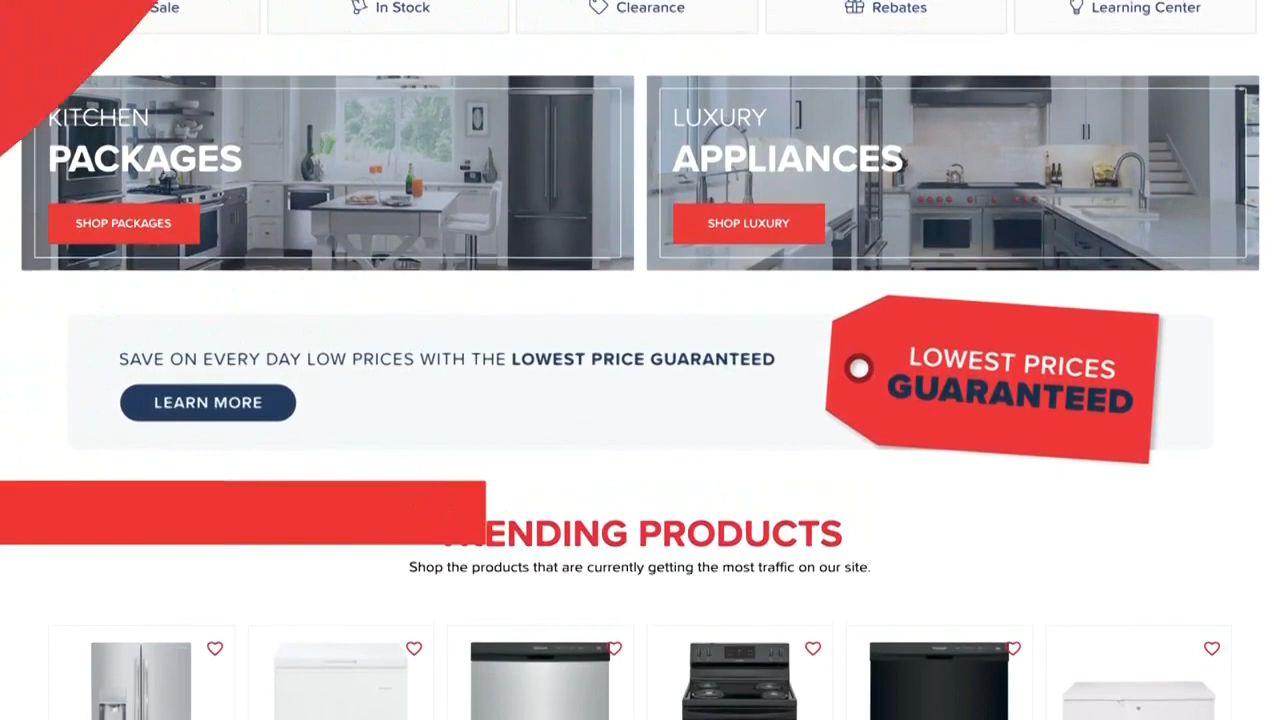 Sale
In Stock
Clearance
Rebates
Learning Center
KITCHEN
PACKAGES
SHOP PACKAGES
LUXURY
APPLIANCES
SHOP LUXURY
SAVE ON EVERY DAY LOW PRICES WITH THE LOWEST PRICE GUARANTEED
LEARN MORE
LOWEST PRICES
GUARANTEED
ENDING PRODUCTS
Shop the products that are currently getting the most traffic on our site.